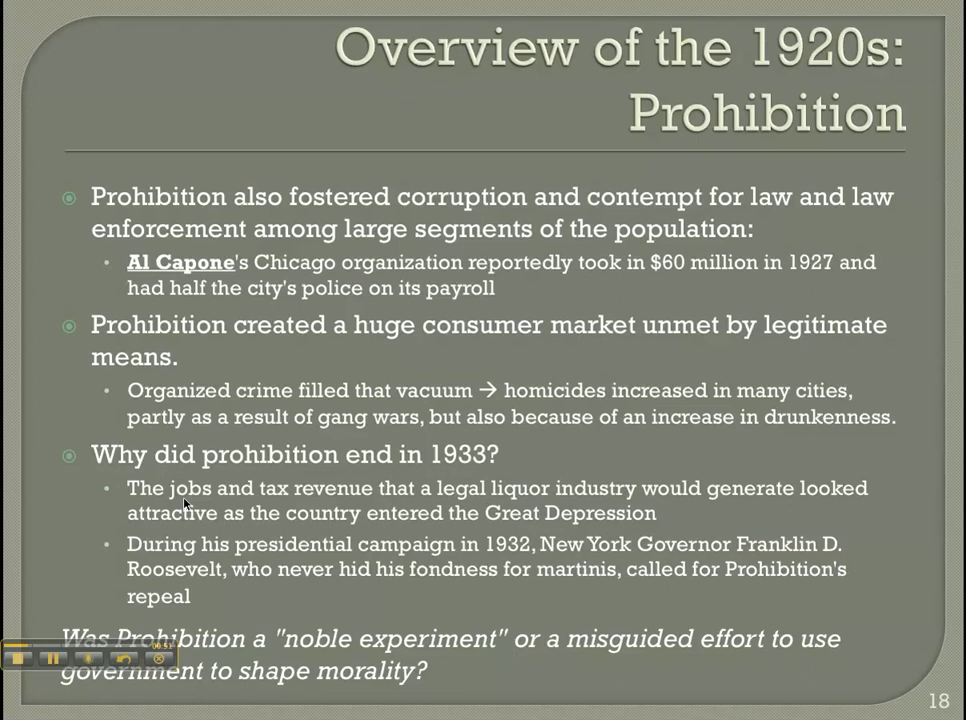 Overview of the 1920s:
Prohibition
Prohibition also fostered corruption and contempt for law and law
enforcement among large segments of the population:
Al Capone's Chicago organization reportedly took in $60 million in 1927 and
had half the city's police on its payroll
Prohibition created a huge consumer market unmet by legitimate
means.
Organized crime filled that vacuum → homicides increased in many cities,
partly as a result of gang wars, but also because of an increase in drunkenness.
Why did prohibition end in 1933?
The jobs and tax revenue that a legal liquor industry would generate looked
attractive as the country entered the Great Depression
During his presidential campaign in 1932, New York Governor Franklin D.
Roosevelt, who never hid his fondness for martinis, called for Prohibition's
repeal
Was Prohibition a "noble experiment" or a misguided effort to use
government to shape morality?
00:51
18